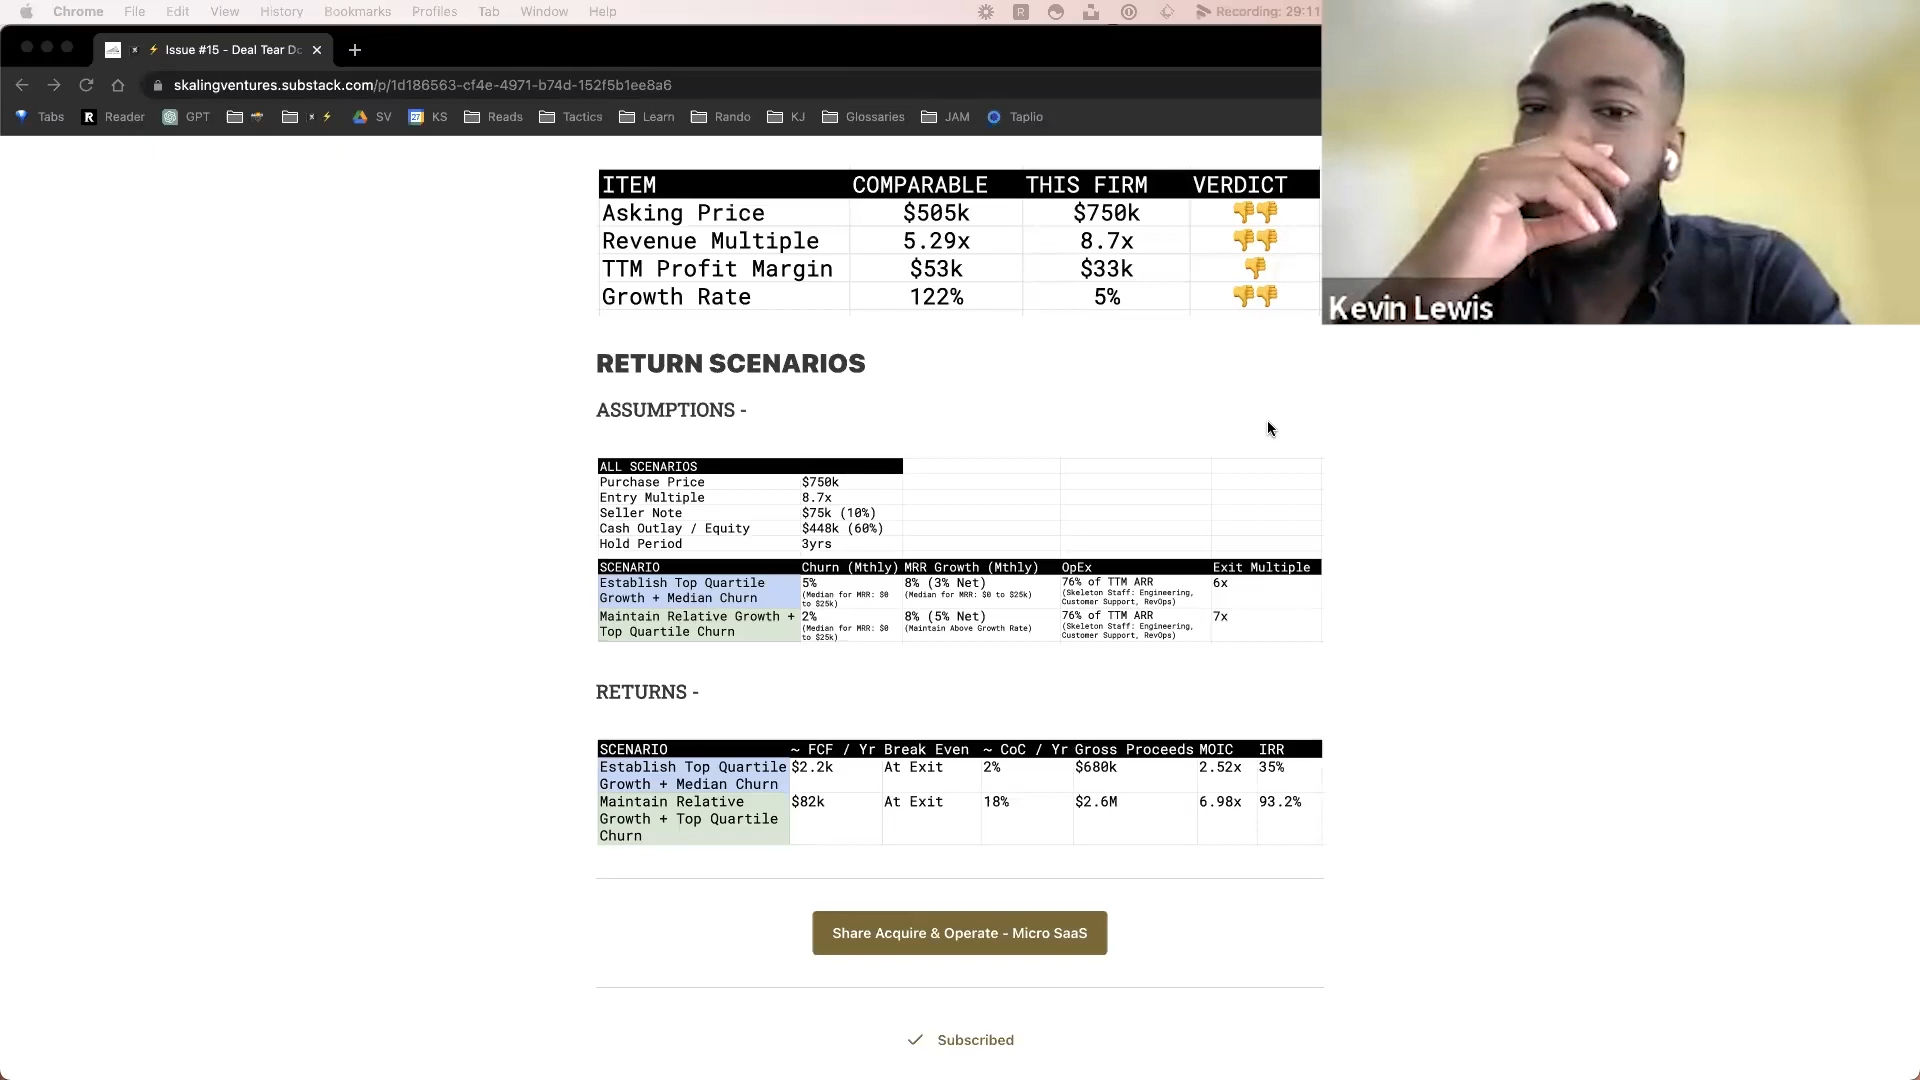 Chrome File Edit View History Bookmarks Profiles Tab Window Help
Recording: 29:11
Issue #15 - Deal Tear Do
skalingventures.substack.com/p/1d186563-cf4e-4971-b74d-152f5b1ee8a6
Tabs Reader GPT SV KS Reads Tactics Learn Rando KJ Glossaries JAM Taplio
ITEM COMPARABLE THIS FIRM VERDICT
Asking Price $505k $750k
Revenue Multiple 5.29x 8.7x
TTM Profit Margin $53k $33k
Growth Rate 122% 5%
Kevin Lewis
RETURN SCENARIOS
ASSUMPTIONS -
ALL SCENARIOS
Purchase Price $750k
Entry Multiple 8.7x
Seller Note $75k (10%)
Cash Outlay / Equity $448k (60%)
Hold Period 3yrs
SCENARIO Churn (Mthly) MRR Growth (Mthly) OpEx Exit Multiple
Establish Top Quartile 5% 8% (3% Net) 76% of TTM ARR 6x
Growth + Median Churn (Median for MRR: $0 (Median for MRR: $0 to $25k) (Skeleton Staff: Engineering,
to $25k) Customer Support, RevOps)
Maintain Relative Growth + 2% 8% (5% Net) 76% of TTM ARR 7x
Top Quartile Churn (Median for MRR: $0 (Maintain Above Growth Rate) (Skeleton Staff: Engineering,
to $25k) Customer Support, RevOps)
RETURNS -
SCENARIO ~ FCF / Yr Break Even ~ CoC / Yr Gross Proceeds MOIC IRR
Establish Top Quartile $2.2k At Exit 2% $680k 2.52x 35%
Growth + Median Churn
Maintain Relative $82k At Exit 18% $2.6M 6.98x 93.2%
Growth + Top Quartile
Churn
Share Acquire & Operate - Micro SaaS
Subscribed